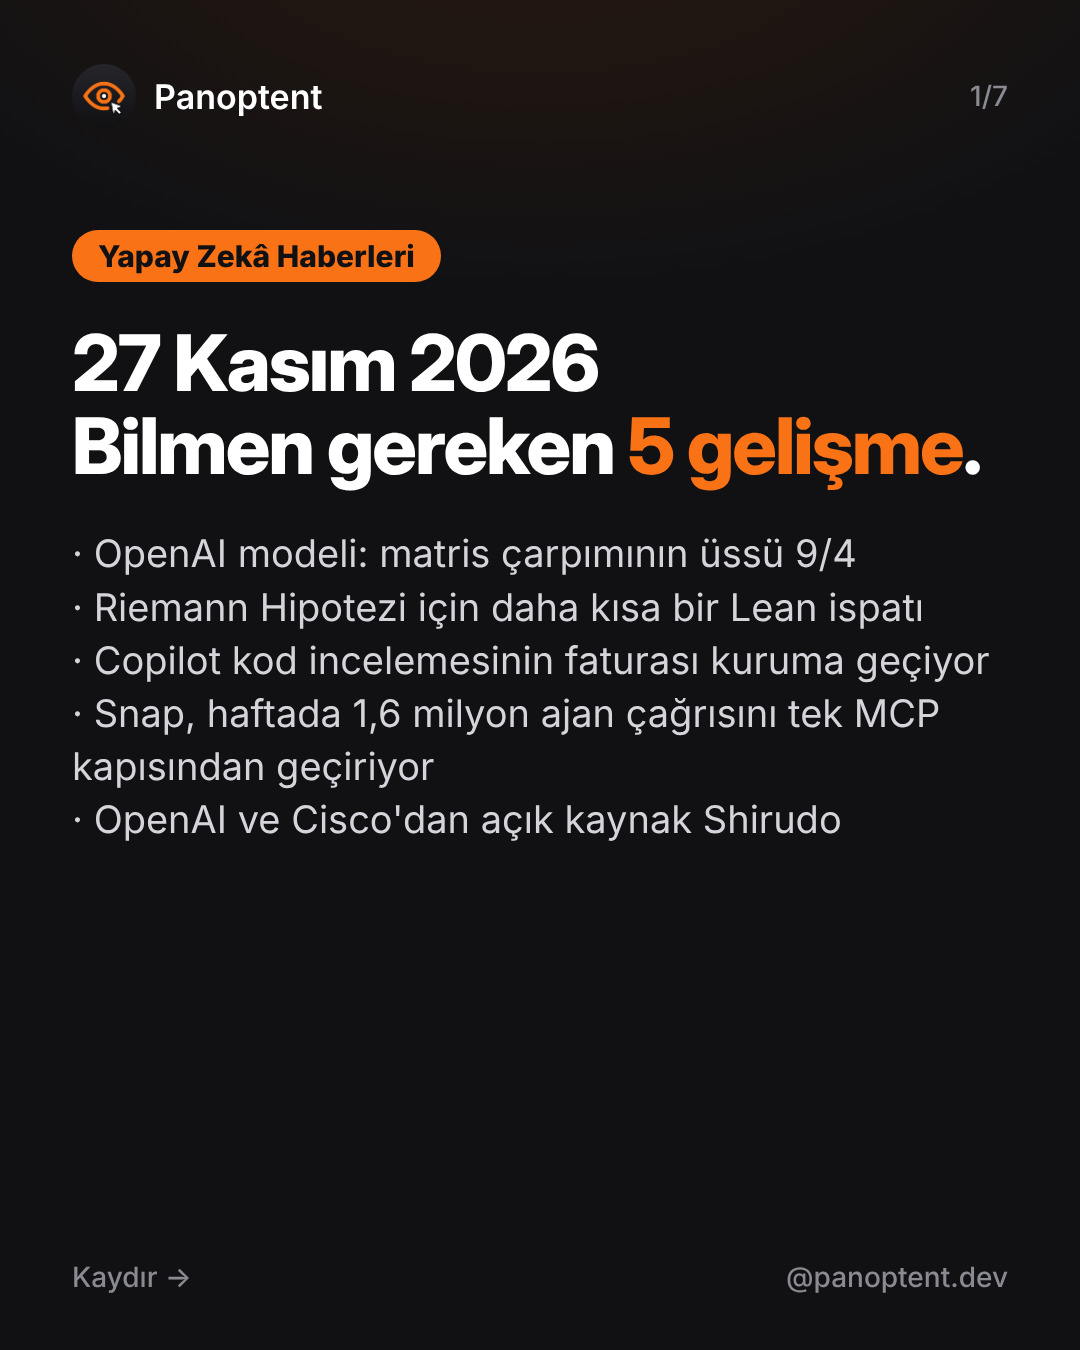 Panoptent
1/7
Yapay Zekâ Haberleri
27 Kasım 2026
Bilmen gereken 5 gelişme.
· OpenAI modeli: matris çarpımının üssü 9/4
· Riemann Hipotezi için daha kısa bir Lean ispatı
· Copilot kod incelemesinin faturası kuruma geçiyor
· Snap, haftada 1,6 milyon ajan çağrısını tek MCP
kapısından geçiriyor
· OpenAI ve Cisco'dan açık kaynak Shirudo
Kaydır →
@panoptent.dev